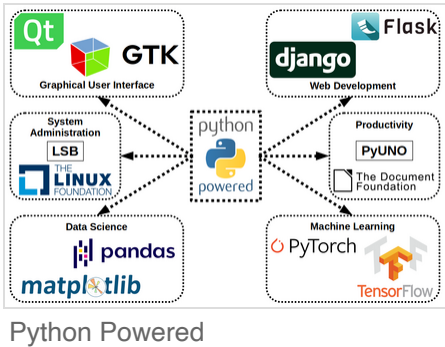 Qt
GTK
Graphical User Interface
Flask
django
Web Development
System
Administration
LSB
THE
LINUX
FOUNDATION
python
powered
Productivity
PyUNO
The Document
Foundation
Data Science
pandas
matplotlib
Machine Learning
PyTorch
TensorFlow
Python Powered